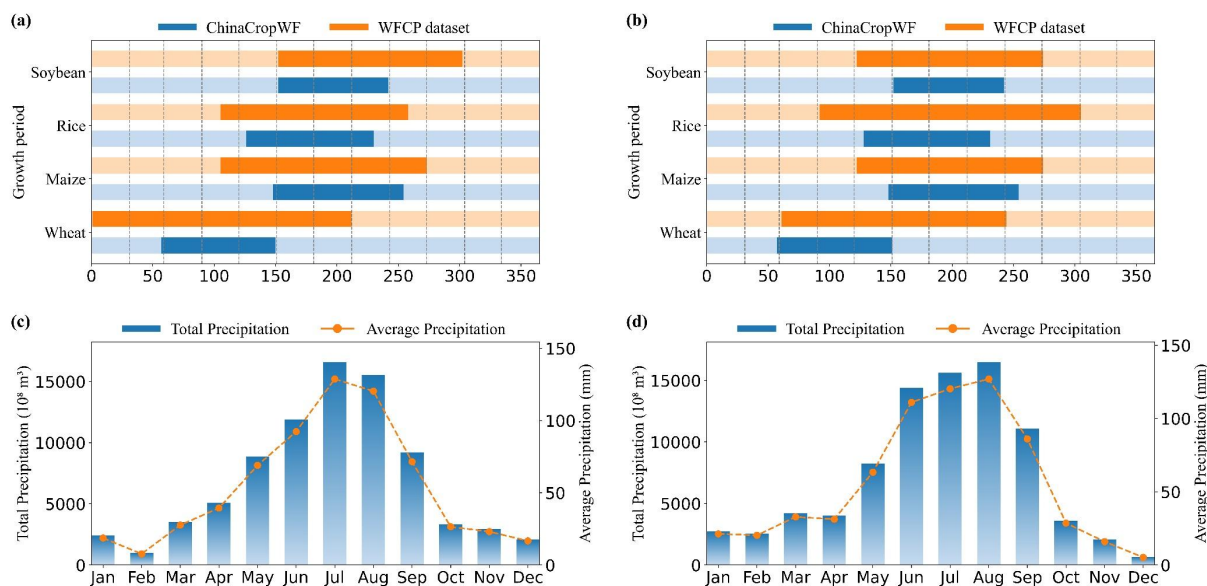 (a)
ChinaCropWF
WFCP dataset
Growth period
Soybean
Rice
Maize
Wheat
0 50 100 150 200 250 300 350
(b)
ChinaCropWF
WFCP dataset
Growth period
Soybean
Rice
Maize
Wheat
0 50 100 150 200 250 300 350
(c)
Total Precipitation
Average Precipitation
Total Precipitation (10⁸ m³)
15000
10000
5000
0
150
100
50
0
Average Precipitation (mm)
Jan Feb Mar Apr May Jun Jul Aug Sep Oct Nov Dec
(d)
Total Precipitation
Average Precipitation
Total Precipitation (10⁸ m³)
15000
10000
5000
0
150
100
50
0
Average Precipitation (mm)
Jan Feb Mar Apr May Jun Jul Aug Sep Oct Nov Dec